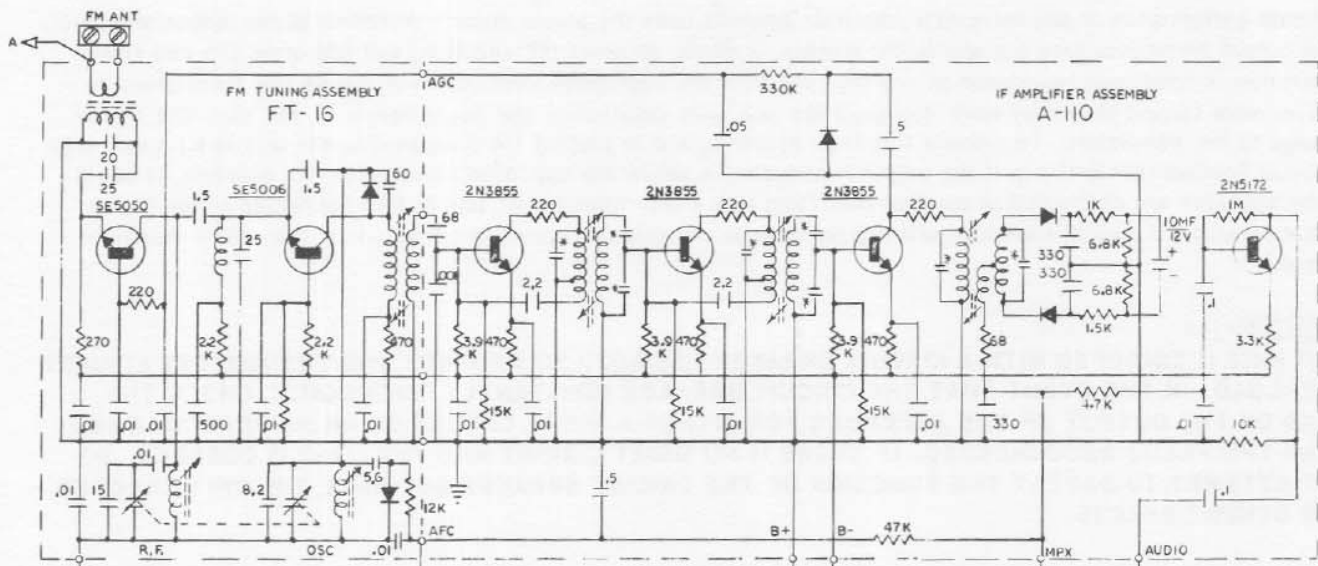 FM ANT
A
AGC
330K
FM TUNING ASSEMBLY
FT-16
IF AMPLIFIER ASSEMBLY
A-110
.05
5
20
25
1.5
1.5
60
SE5050
SE5006
25
68
.001
2N3855
2N3855
2N3855
2N5172
220
220
220
1K
1M
10MF
12V
+
-
330
330
6.8K
6.8K
1.5K
2.2
2.2
220
270
2.2
K
2.2
K
470
3.9
K
470
3.9
K
470
3.9
K
470
68
.1
3.3K
15K
15K
15K
4.7K
.01
.01
.01
500
.01
.01
.01
.01
.01
.01
.01
330
.01
10K
.01
15
.01
8.2
5.6
12K
.01
.5
.1
R.F.
OSC
AFC
B+
B-
47K
MPX
AUDIO